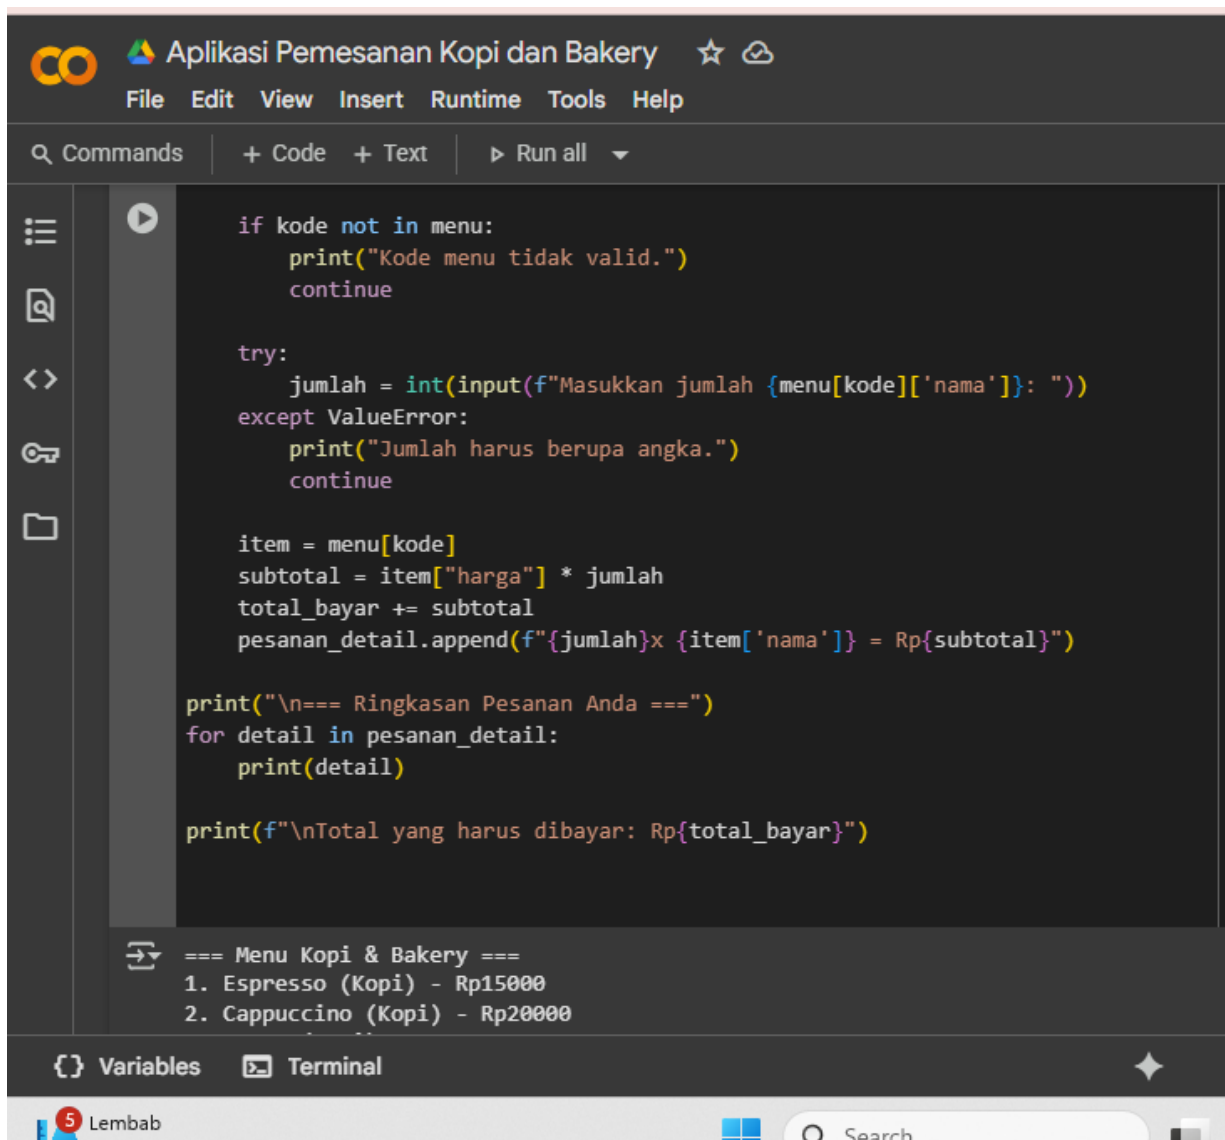 Aplikasi Pemesanan Kopi dan Bakery
File Edit View Insert Runtime Tools Help
Commands + Code + Text Run all
if kode not in menu:
print("Kode menu tidak valid.")
continue
try:
jumlah = int(input(f"Masukkan jumlah {menu[kode]['nama']}: "))
except ValueError:
print("Jumlah harus berupa angka.")
continue
item = menu[kode]
subtotal = item["harga"] * jumlah
total_bayar += subtotal
pesanan_detail.append(f"{jumlah}x {item['nama']} = Rp{subtotal}")
print("\n=== Ringkasan Pesanan Anda ===")
for detail in pesanan_detail:
print(detail)
print(f"\nTotal yang harus dibayar: Rp{total_bayar}")
=== Menu Kopi & Bakery ===
1. Espresso (Kopi) - Rp15000
2. Cappuccino (Kopi) - Rp20000
{} Variables Terminal
5 Lembab
Search